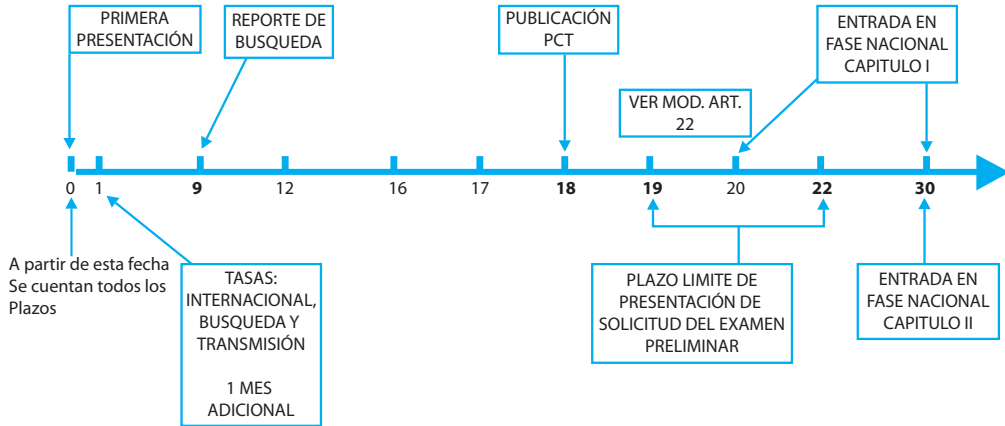 PRIMERA
PRESENTACIÓN
REPORTE DE
BUSQUEDA
PUBLICACIÓN
PCT
ENTRADA EN
FASE NACIONAL
CAPITULO I
VER MOD. ART.
22
0 1 9 12 16 17 18 19 20 22 30
A partir de esta fecha
Se cuentan todos los
Plazos
TASAS:
INTERNACIONAL,
BUSQUEDA Y
TRANSMISIÓN
1 MES
ADICIONAL
PLAZO LIMITE DE
PRESENTACIÓN DE
SOLICITUD DEL EXAMEN
PRELIMINAR
ENTRADA EN
FASE NACIONAL
CAPITULO II